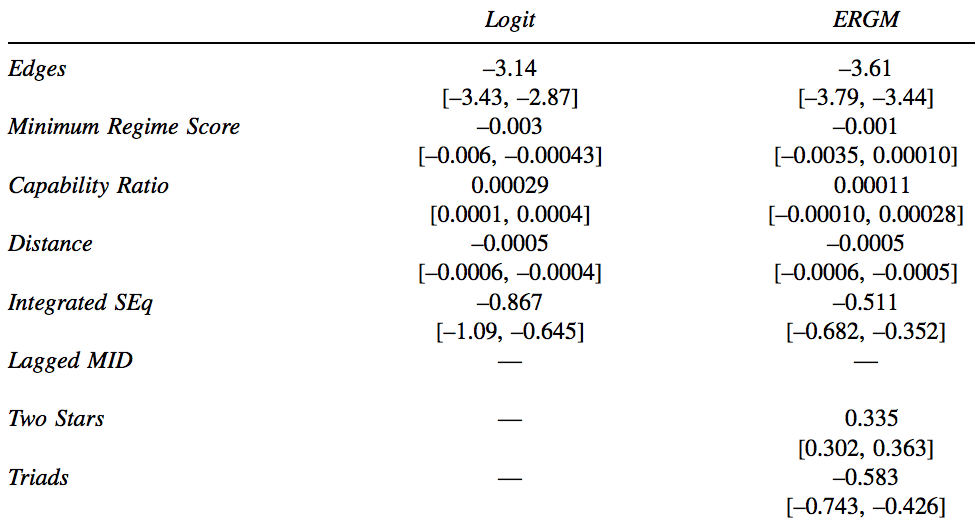 Logit ERGM
Edges –3.14 –3.61
[–3.43, –2.87] [–3.79, –3.44]
Minimum Regime Score –0.003 –0.001
[–0.006, –0.00043] [–0.0035, 0.00010]
Capability Ratio 0.00029 0.00011
[0.0001, 0.0004] [–0.00010, 0.00028]
Distance –0.0005 –0.0005
[–0.0006, –0.0004] [–0.0006, –0.0005]
Integrated SEq –0.867 –0.511
[–1.09, –0.645] [–0.682, –0.352]
Lagged MID — —
Two Stars — 0.335
[0.302, 0.363]
Triads — –0.583
[–0.743, –0.426]